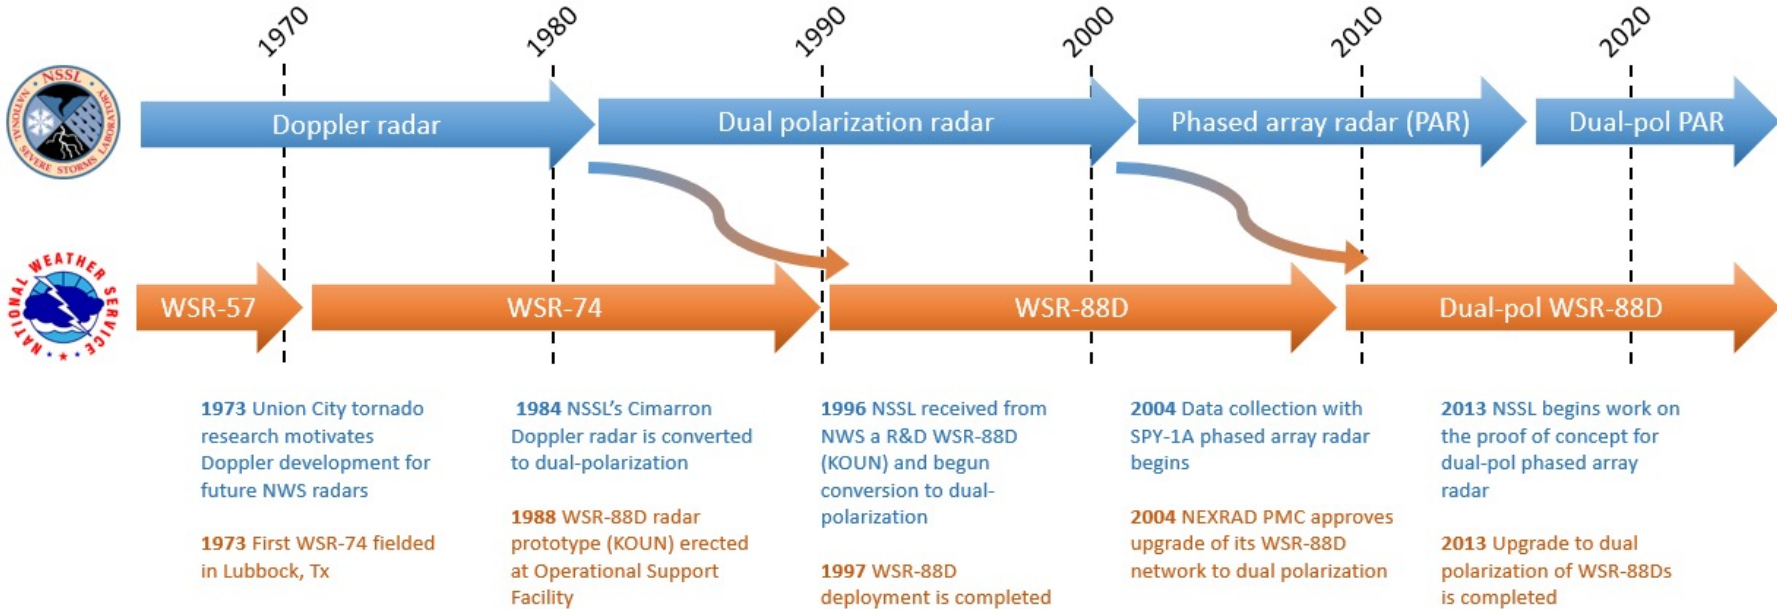 1970
1980
1990
2000
2010
2020
NSSL
NATIONAL SEVERE STORMS LABORATORY
Doppler radar
Dual polarization radar
Phased array radar (PAR)
Dual-pol PAR
NATIONAL WEATHER SERVICE
WSR-57
WSR-74
WSR-88D
Dual-pol WSR-88D
1973 Union City tornado
research motivates
Doppler development for
future NWS radars
1973 First WSR-74 fielded
in Lubbock, Tx
1984 NSSL's Cimarron
Doppler radar is converted
to dual-polarization
1988 WSR-88D radar
prototype (KOUN) erected
at Operational Support
Facility
1996 NSSL received from
NWS a R&D WSR-88D
(KOUN) and begun
conversion to dual-
polarization
1997 WSR-88D
deployment is completed
2004 Data collection with
SPY-1A phased array radar
begins
2004 NEXRAD PMC approves
upgrade of its WSR-88D
network to dual polarization
2013 NSSL begins work on
the proof of concept for
dual-pol phased array
radar
2013 Upgrade to dual
polarization of WSR-88Ds
is completed